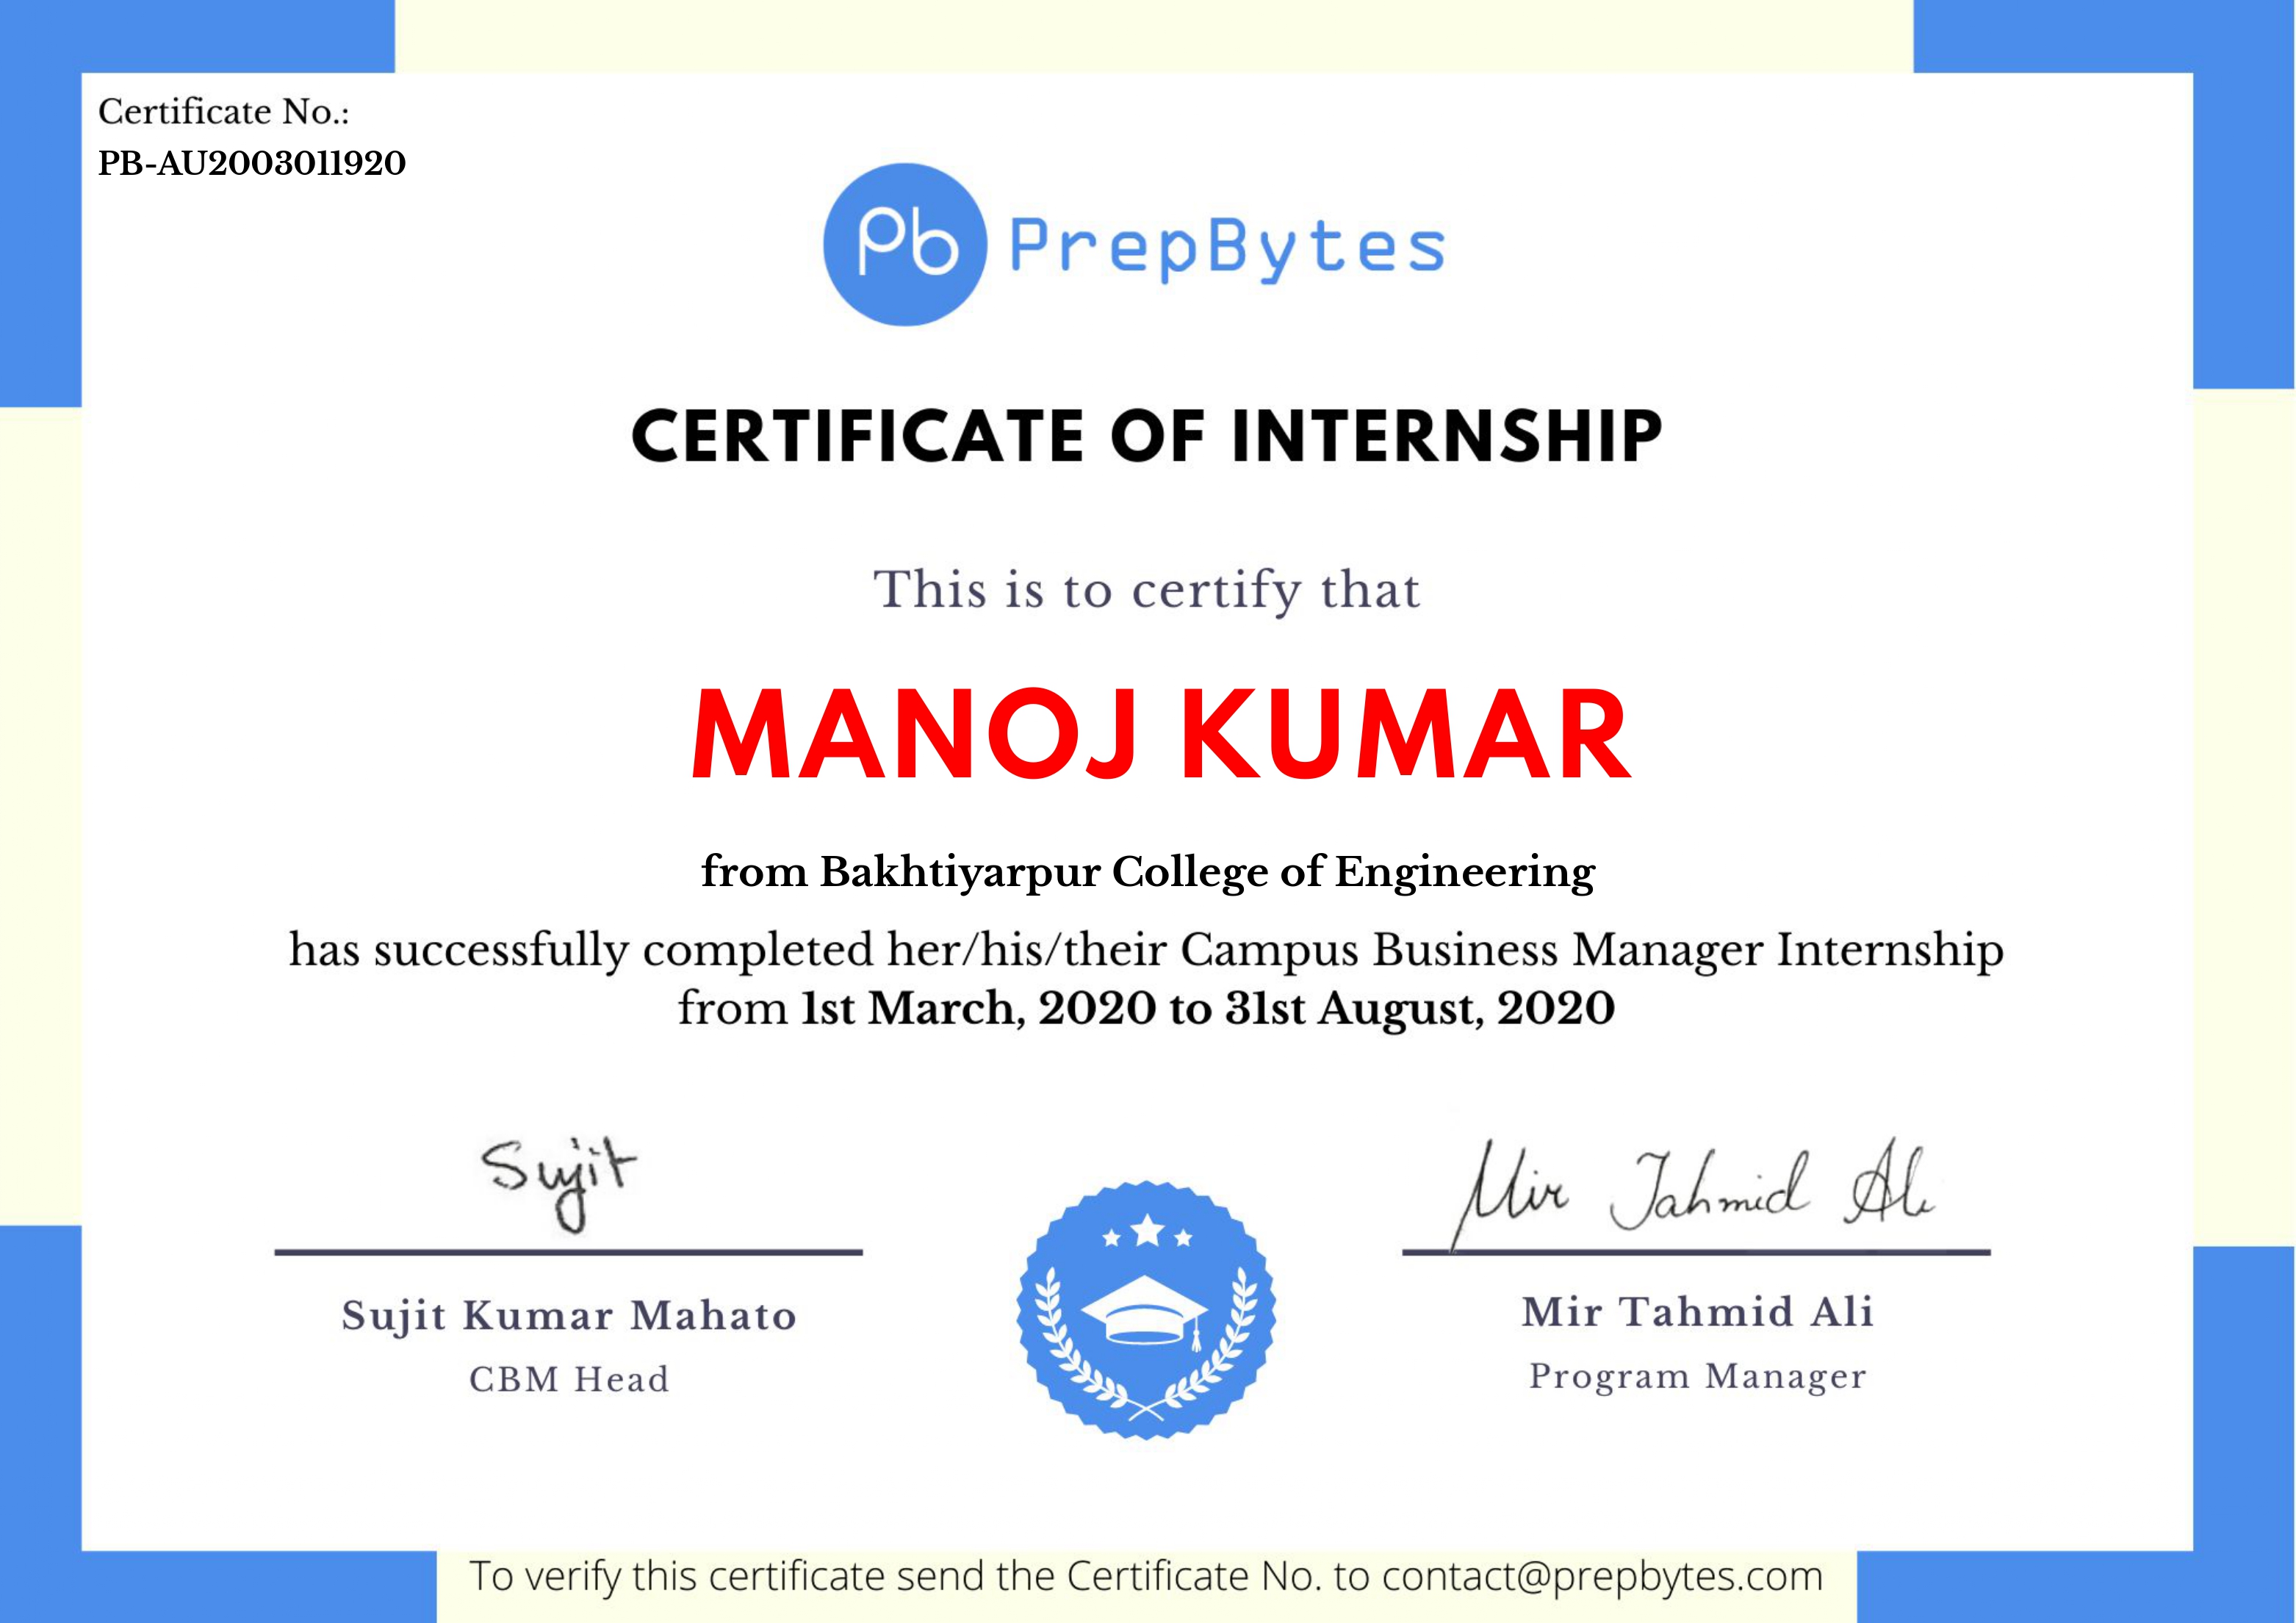 Certificate No.:
PB-AU2003011920
Pb PrepBytes
CERTIFICATE OF INTERNSHIP
This is to certify that
MANOJ KUMAR
from Bakhtiyarpur College of Engineering
has successfully completed her/his/their Campus Business Manager Internship
from 1st March, 2020 to 31st August, 2020
Sujit
Sujit Kumar Mahato
CBM Head
Mir Tahmid Ali
Mir Tahmid Ali
Program Manager
To verify this certificate send the Certificate No. to contact@prepbytes.com